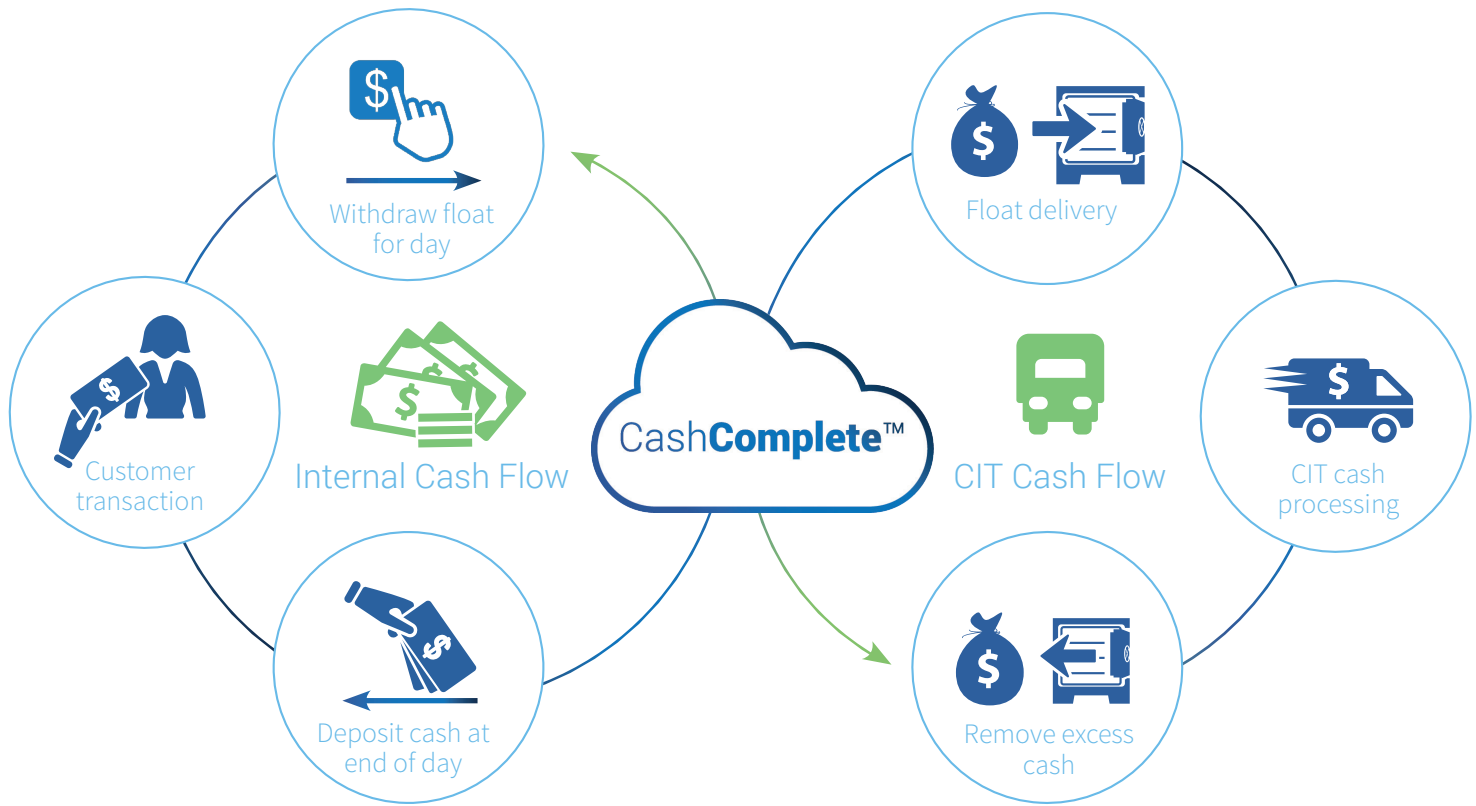 $
Withdraw float
for day
$
Float delivery
$
Customer
transaction
$
Internal Cash Flow
CashComplete™
CIT Cash Flow
$
CIT cash
processing
$
Deposit cash at
end of day
$
Remove excess
cash